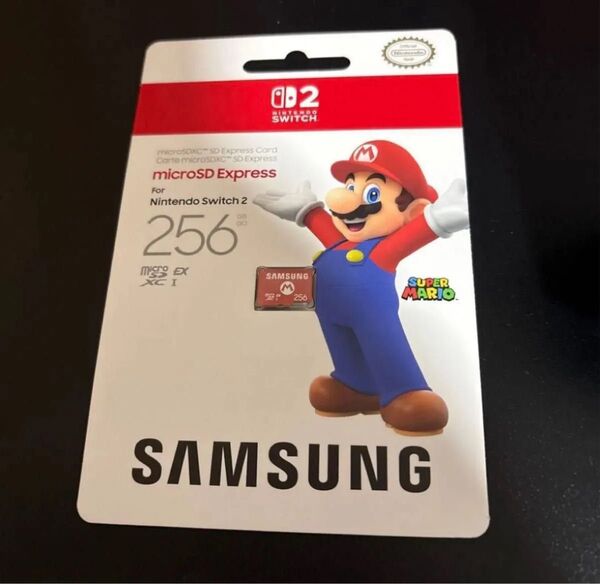 Official
Nintendo
Seal
2
NINTENDO
SWITCH
microSDXC™ SD Express Card
Carte microSDXC™ SD Express
microSD Express
For
Nintendo Switch 2
256 GB
GO
micro SD EX
XC I
SAMSUNG
M
256
M
SUPER
MARIO
SAMSUNG